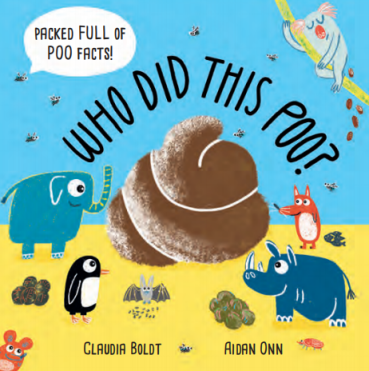 PACKED FULL OF
POO FACTS!
WHO DID THIS POO?
CLAUDIA BOLDT
AIDAN ONN